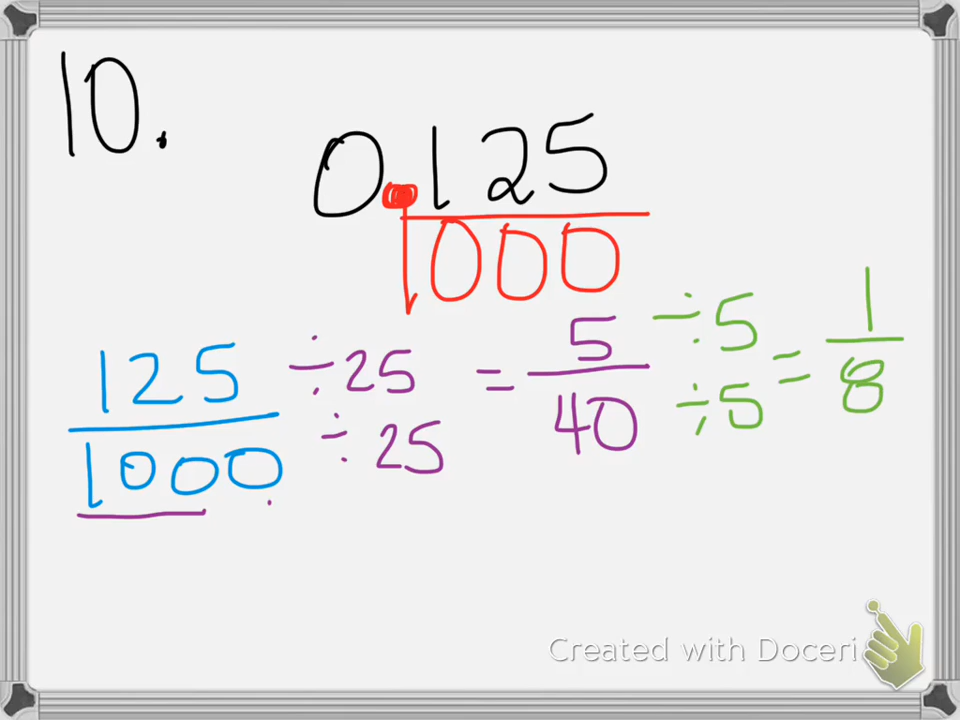 10.
0.125
1000
125 ÷25 = 5 ÷5 = 1
1000 ÷25 40 ÷5 8
Created with Doceri